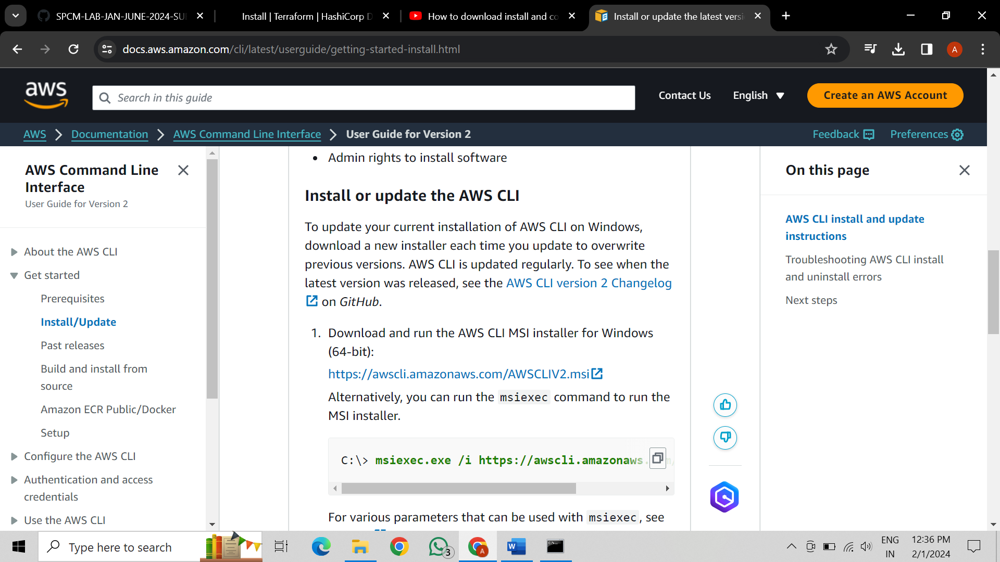 SPCM-LAB-JAN-JUNE-2024-SU
Install | Terraform | HashiCorp D
How to download install and co
Install or update the latest versi
docs.aws.amazon.com/cli/latest/userguide/getting-started-install.html
A
aws
Search in this guide
Contact Us
English
Create an AWS Account
AWS
Documentation
AWS Command Line Interface
User Guide for Version 2
Feedback
Preferences
AWS Command Line
Interface
User Guide for Version 2
About the AWS CLI
Get started
Prerequisites
Install/Update
Past releases
Build and install from
source
Amazon ECR Public/Docker
Setup
Configure the AWS CLI
Authentication and access
credentials
Use the AWS CLI
• Admin rights to install software
Install or update the AWS CLI
To update your current installation of AWS CLI on Windows,
download a new installer each time you update to overwrite
previous versions. AWS CLI is updated regularly. To see when the
latest version was released, see the AWS CLI version 2 Changelog
on GitHub.
1. Download and run the AWS CLI MSI installer for Windows
(64-bit):
https://awscli.amazonaws.com/AWSCLIV2.msi
Alternatively, you can run the msiexec command to run the
MSI installer.
C:\> msiexec.exe /i https://awscli.amazonaws.
For various parameters that can be used with msiexec, see
On this page
AWS CLI install and update
instructions
Troubleshooting AWS CLI install
and uninstall errors
Next steps
Type here to search
3
A
W
ENG
IN
12:36 PM
2/1/2024